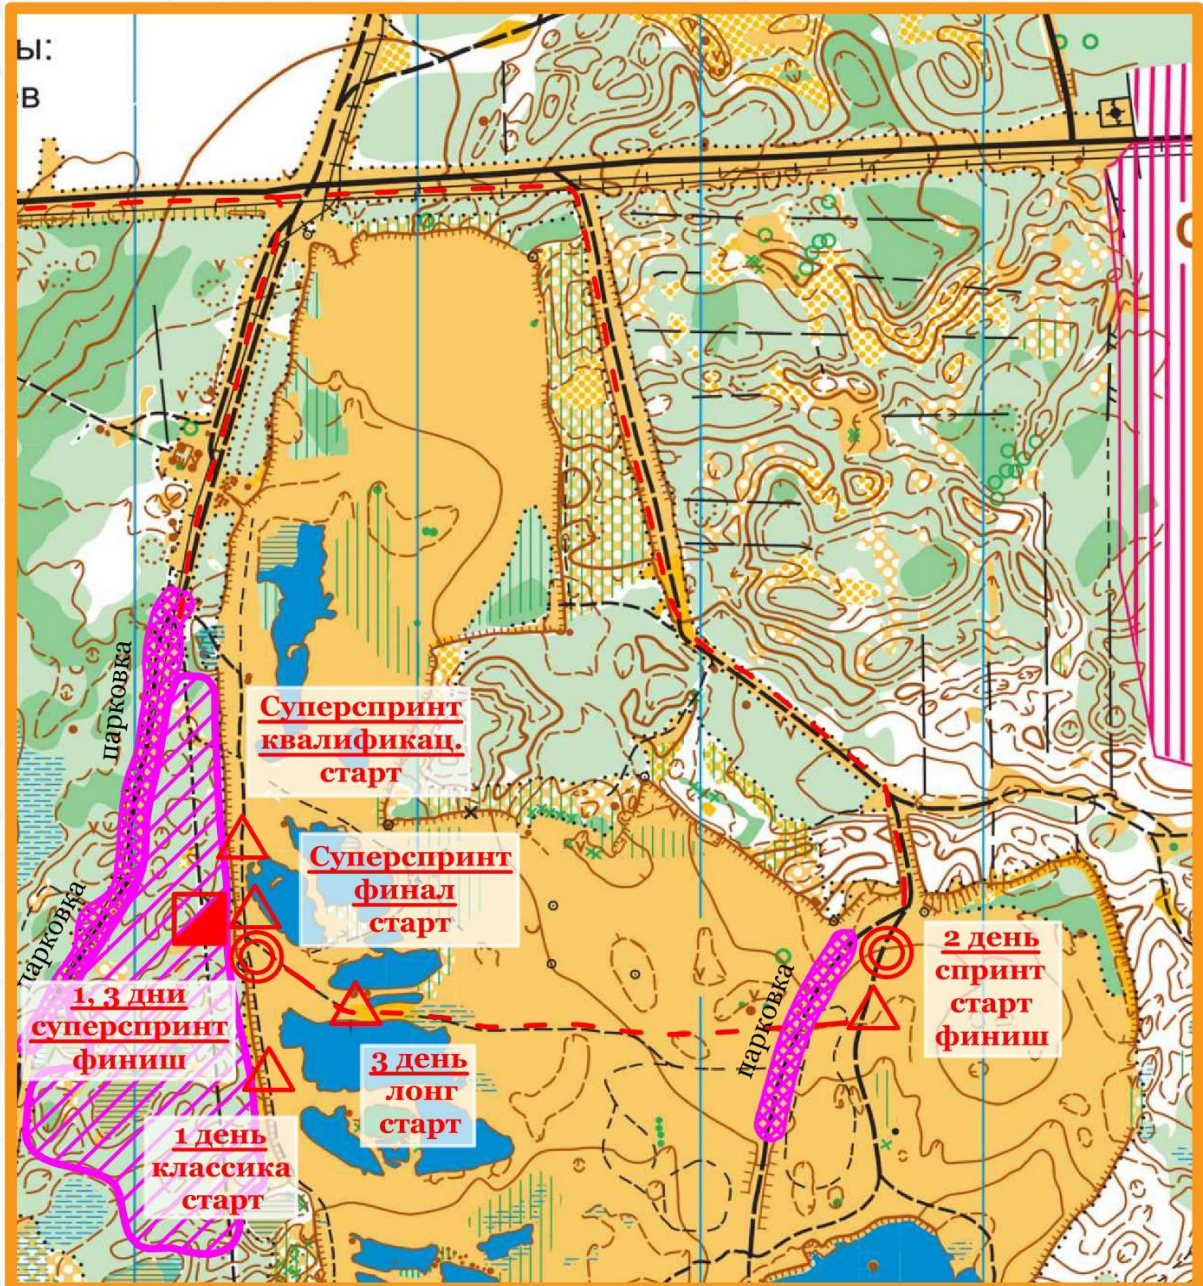 ы:
ев
парковка
Суперспринт
квалификац.
старт
Суперспринт
финал
старт
парковка
1, 3 дни
суперспринт
финиш
2 день
спринт
старт
финиш
парковка
3 день
лонг
старт
1 день
классика
старт